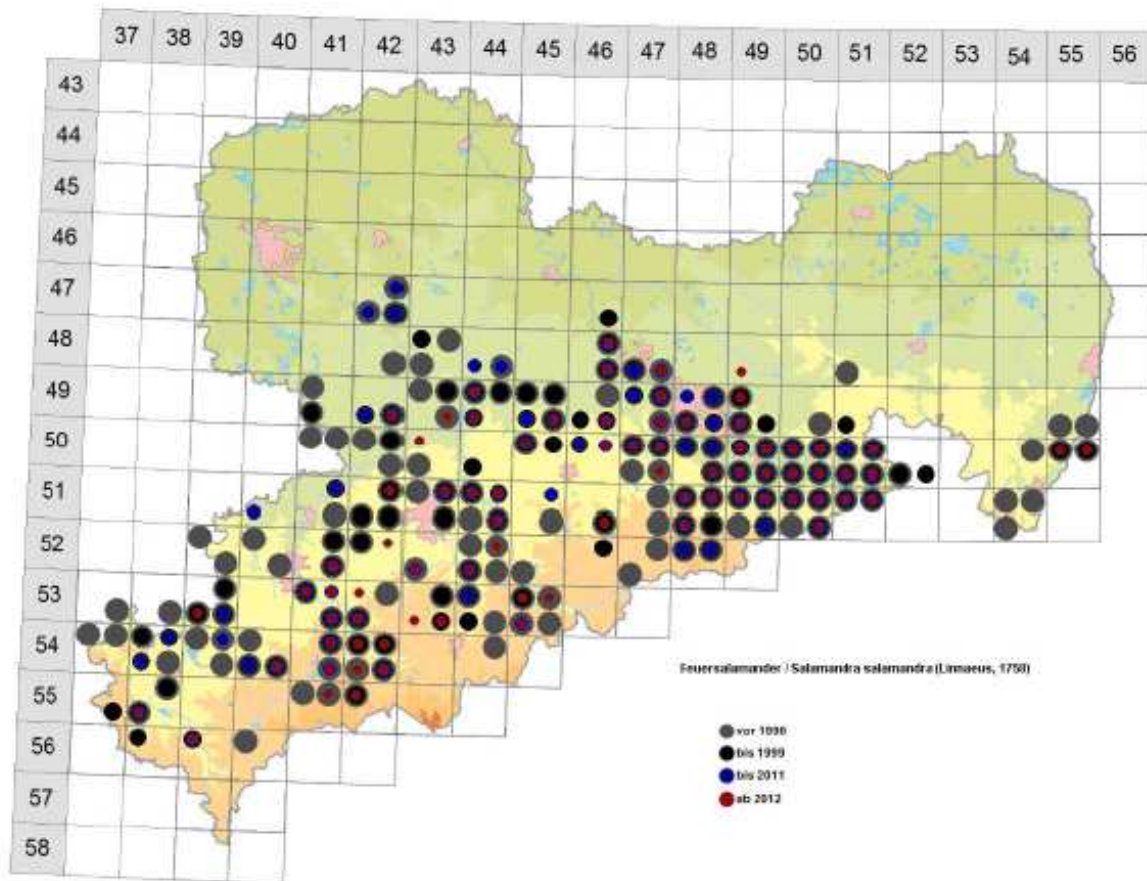 37 38 39 40 41 42 43 44 45 46 47 48 49 50 51 52 53 54 55 56
43
44
45
46
47
48
49
50
51
52
53
54
55
56
57
58
Feuersalamander / Salamandra salamandra (Linnaeus, 1758)
vor 1990
bis 1999
bis 2011
ab 2012